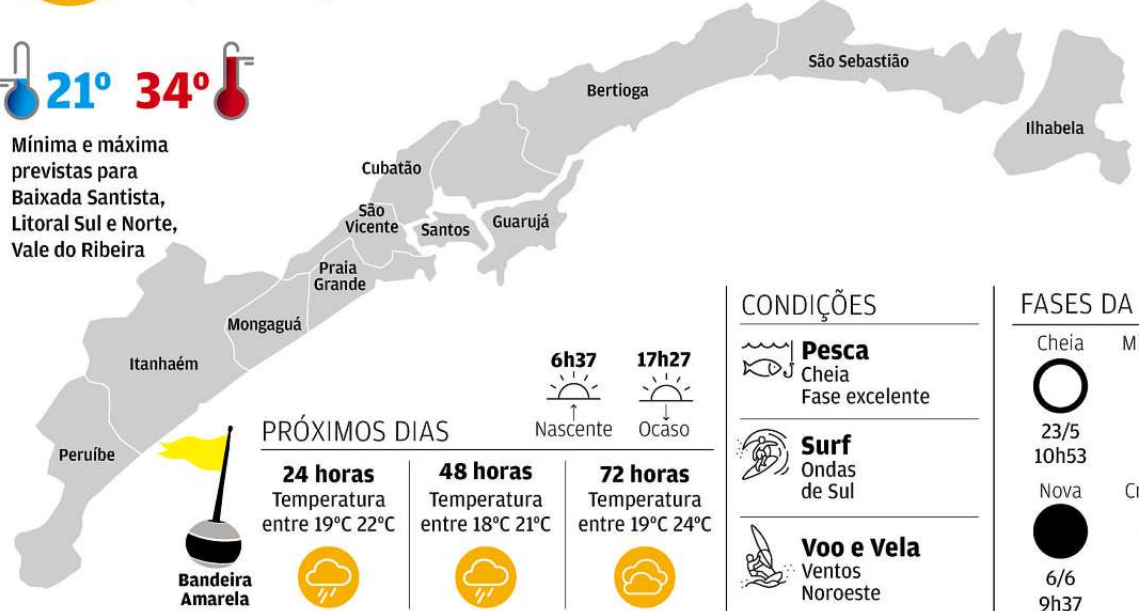 21º 34º
Mínima e máxima
previstas para
Baixada Santista,
Litoral Sul e Norte,
Vale do Ribeira
São Sebastião
Bertioga
Ilhabela
Cubatão
São
Vicente
Santos
Guarujá
Praia
Grande
Mongaguá
Itanhaém
Peruíbe
Bandeira
Amarela
PRÓXIMOS DIAS
6h37
Nascente
17h27
Ocaso
24 horas
Temperatura
entre 19ºC 22ºC
48 horas
Temperatura
entre 18ºC 21ºC
72 horas
Temperatura
entre 19ºC 24ºC
CONDIÇÕES
Pesca
Cheia
Fase excelente
Surf
Ondas
de Sul
Voo e Vela
Ventos
Noroeste
FASES DA
Cheia
23/5
10h53
Nova
6/6
9h37